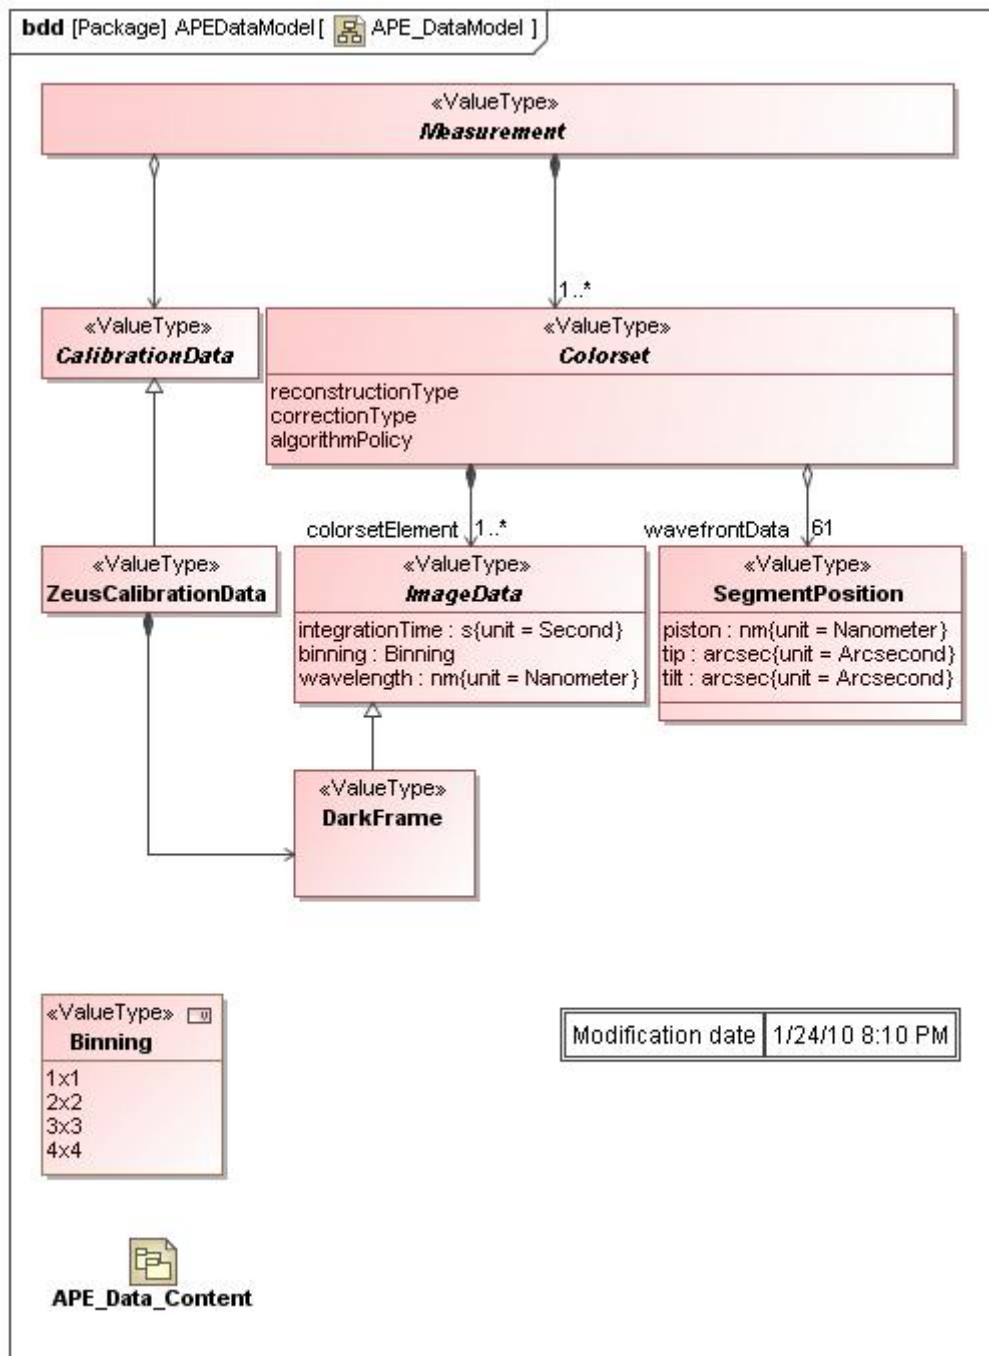 bdd [Package] APEDataModel[ APE_DataModel ]
«ValueType»
Measurement
1..*
«ValueType»
CalibrationData
«ValueType»
Colorset
reconstructionType
correctionType
algorithmPolicy
colorsetElement 1..*
wavefrontData 61
«ValueType»
ZeusCalibrationData
«ValueType»
ImageData
integrationTime : s{unit = Second}
binning : Binning
wavelength : nm{unit = Nanometer}
«ValueType»
SegmentPosition
piston : nm{unit = Nanometer}
tip : arcsec{unit = Arcsecond}
tilt : arcsec{unit = Arcsecond}
«ValueType»
DarkFrame
«ValueType»
Binning
1x1
2x2
3x3
4x4
Modification date 1/24/10 8:10 PM
APE_Data_Content